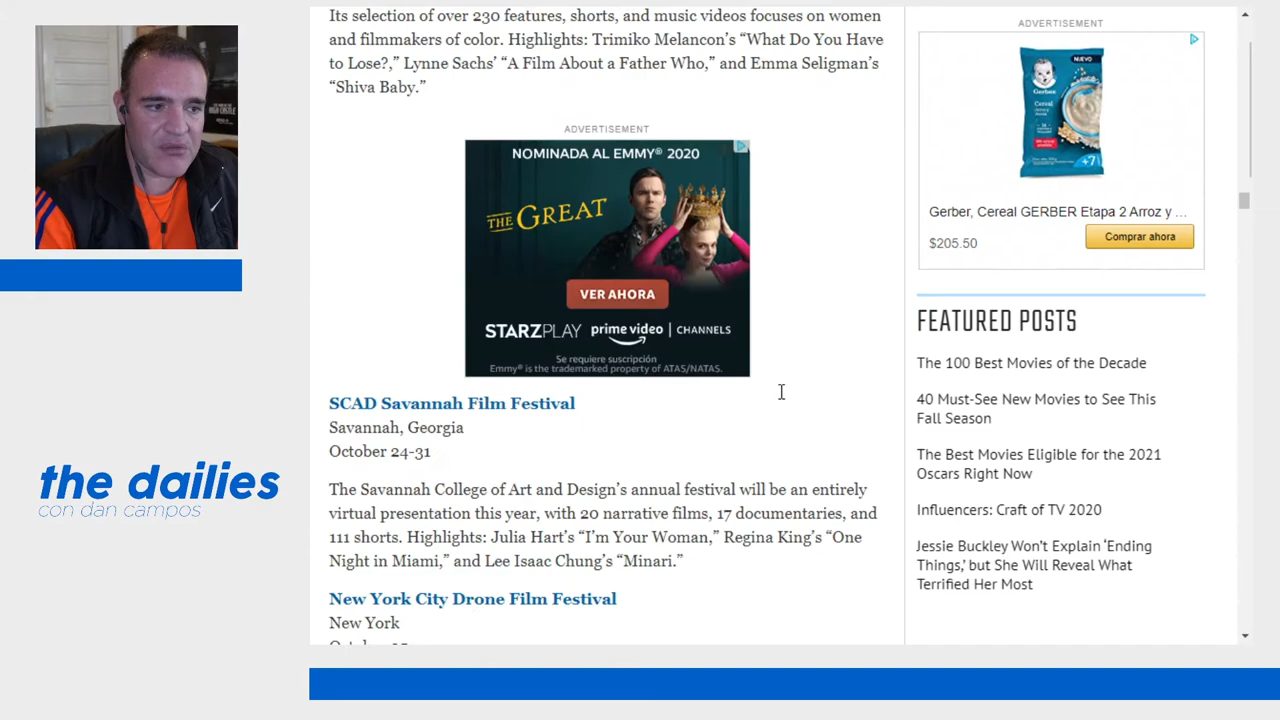 Its selection of over 230 features, shorts, and music videos focuses on women
and filmmakers of color. Highlights: Trimiko Melancon’s “What Do You Have
to Lose?,” Lynne Sachs’ “A Film About a Father Who,” and Emma Seligman’s
“Shiva Baby.”
ADVERTISEMENT
NOMINADA AL EMMY® 2020
THE GREAT
VER AHORA
STARZPLAY prime video | CHANNELS
Se requiere suscripción
Emmy® is the trademarked property of ATAS/NATAS.
SCAD Savannah Film Festival
Savannah, Georgia
October 24-31
The Savannah College of Art and Design’s annual festival will be an entirely
virtual presentation this year, with 20 narrative films, 17 documentaries, and
111 shorts. Highlights: Julia Hart’s “I’m Your Woman,” Regina King’s “One
Night in Miami,” and Lee Isaac Chung’s “Minari.”
New York City Drone Film Festival
New York
ADVERTISEMENT
NUEVO
Gerber
Cereal
+7
Gerber, Cereal GERBER Etapa 2 Arroz y ...
$205.50
Comprar ahora
FEATURED POSTS
The 100 Best Movies of the Decade
40 Must-See New Movies to See This
Fall Season
The Best Movies Eligible for the 2021
Oscars Right Now
Influencers: Craft of TV 2020
Jessie Buckley Won’t Explain ‘Ending
Things,’ but She Will Reveal What
Terrified Her Most
HIGH CASTLE
the dailies
con dan campos